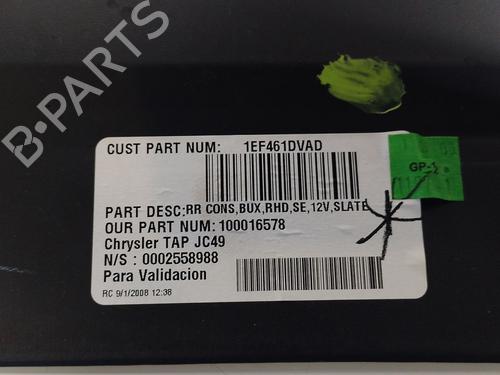 CUST PART NUM: 1EF461DVAD
GP-1
PART DESC:RR CONS,BUX,RHD,SE,12V,SLATE
OUR PART NUM: 100016578
Chrysler TAP JC49
N/S : 0002558988
Para Validacion
RC 9/1/2008 12:38
B-PARTS